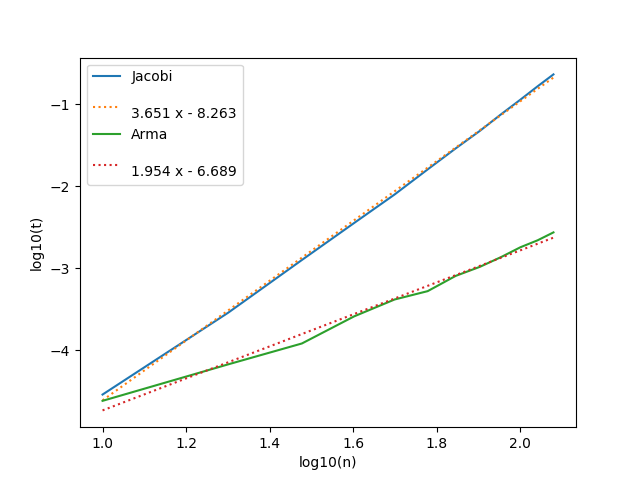 Jacobi
3.651 x - 8.263
Arma
1.954 x - 6.689
−1
−2
−3
−4
log10(t)
1.0 1.2 1.4 1.6 1.8 2.0
log10(n)